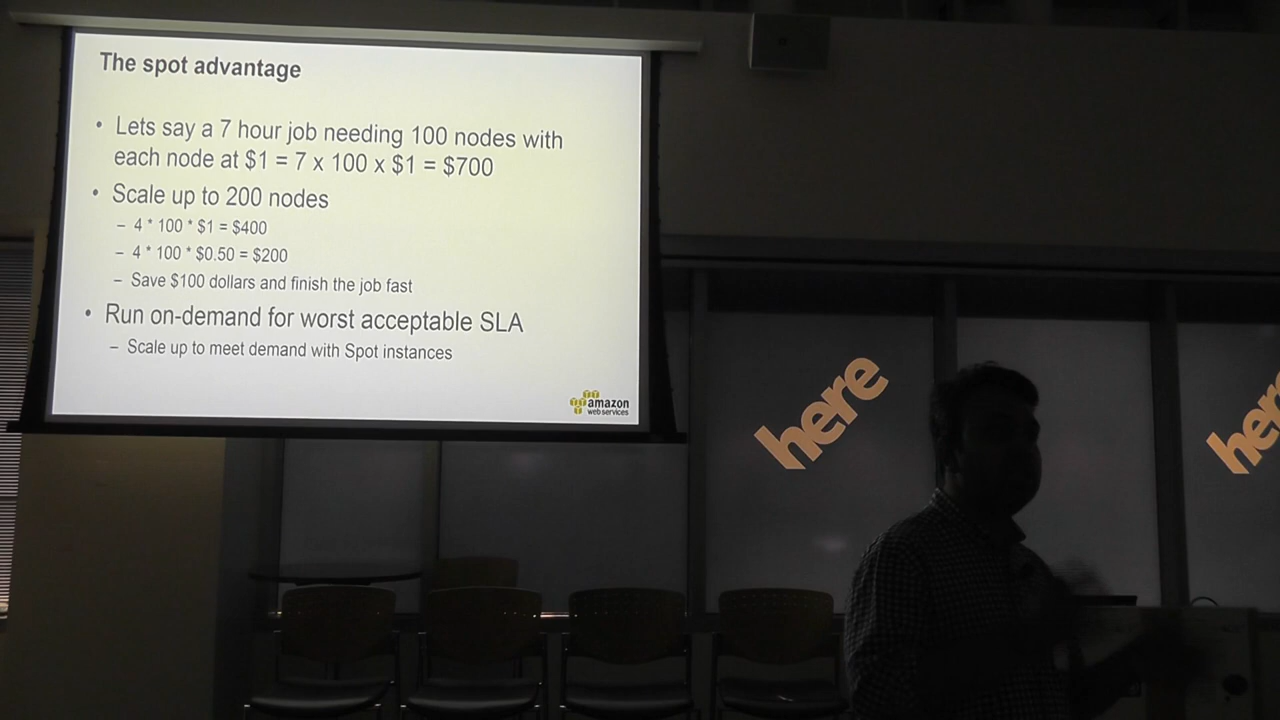 The spot advantage
• Lets say a 7 hour job needing 100 nodes with
each node at $1 = 7 x 100 x $1 = $700
• Scale up to 200 nodes
– 4 * 100 * $1 = $400
– 4 * 100 * $0.50 = $200
– Save $100 dollars and finish the job fast
• Run on-demand for worst acceptable SLA
– Scale up to meet demand with Spot instances
amazon
web services
here
here